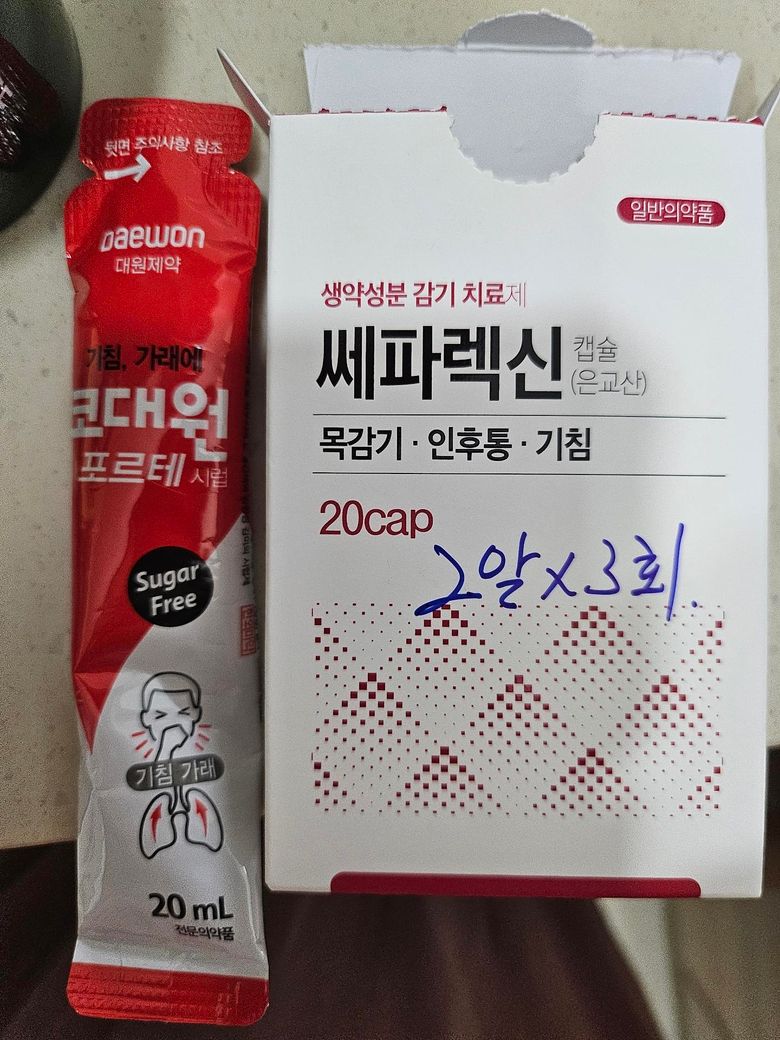 뒷면 주의사항 참조
Daewon
대원제약
기침, 가래에
코대원
포르테 시럽
Sugar
Free
기침 가래
20 mL
전문의약품
일반의약품
생약성분 감기 치료제
쎄파렉신 캡슐
(은교산)
목감기 · 인후통 · 기침
20cap
2알 x 3회.